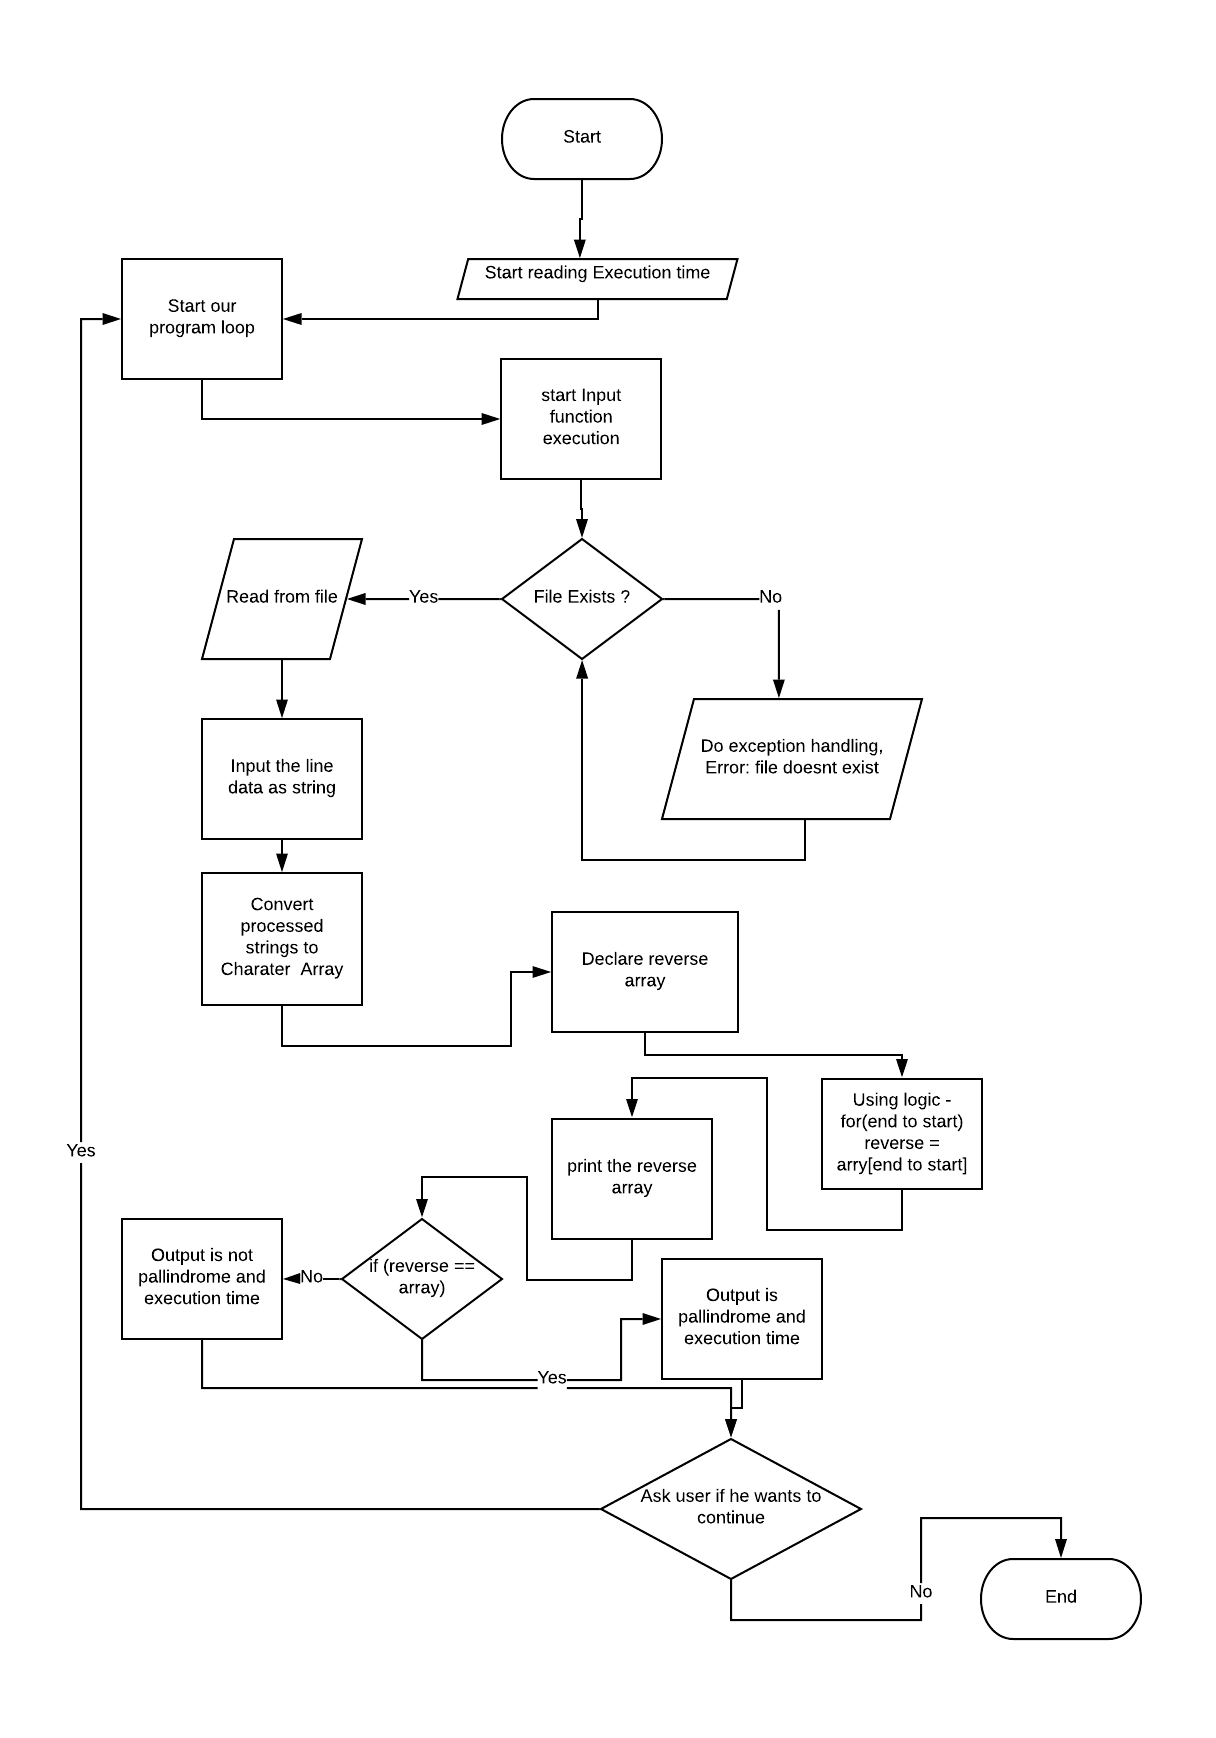 Start
Start reading Execution time
Start our
program loop
start Input
function
execution
File Exists ?
Yes
No
Read from file
Do exception handling,
Error: file doesnt exist
Input the line
data as string
Convert
processed
strings to
Charater  Array
Declare reverse
array
Using logic -
for(end to start)
reverse =
arry[end to start]
print the reverse
array
Yes
if (reverse ==
array)
No
Output is not
pallindrome and
execution time
Yes
Output is
pallindrome and
execution time
Ask user if he wants to
continue
No
End